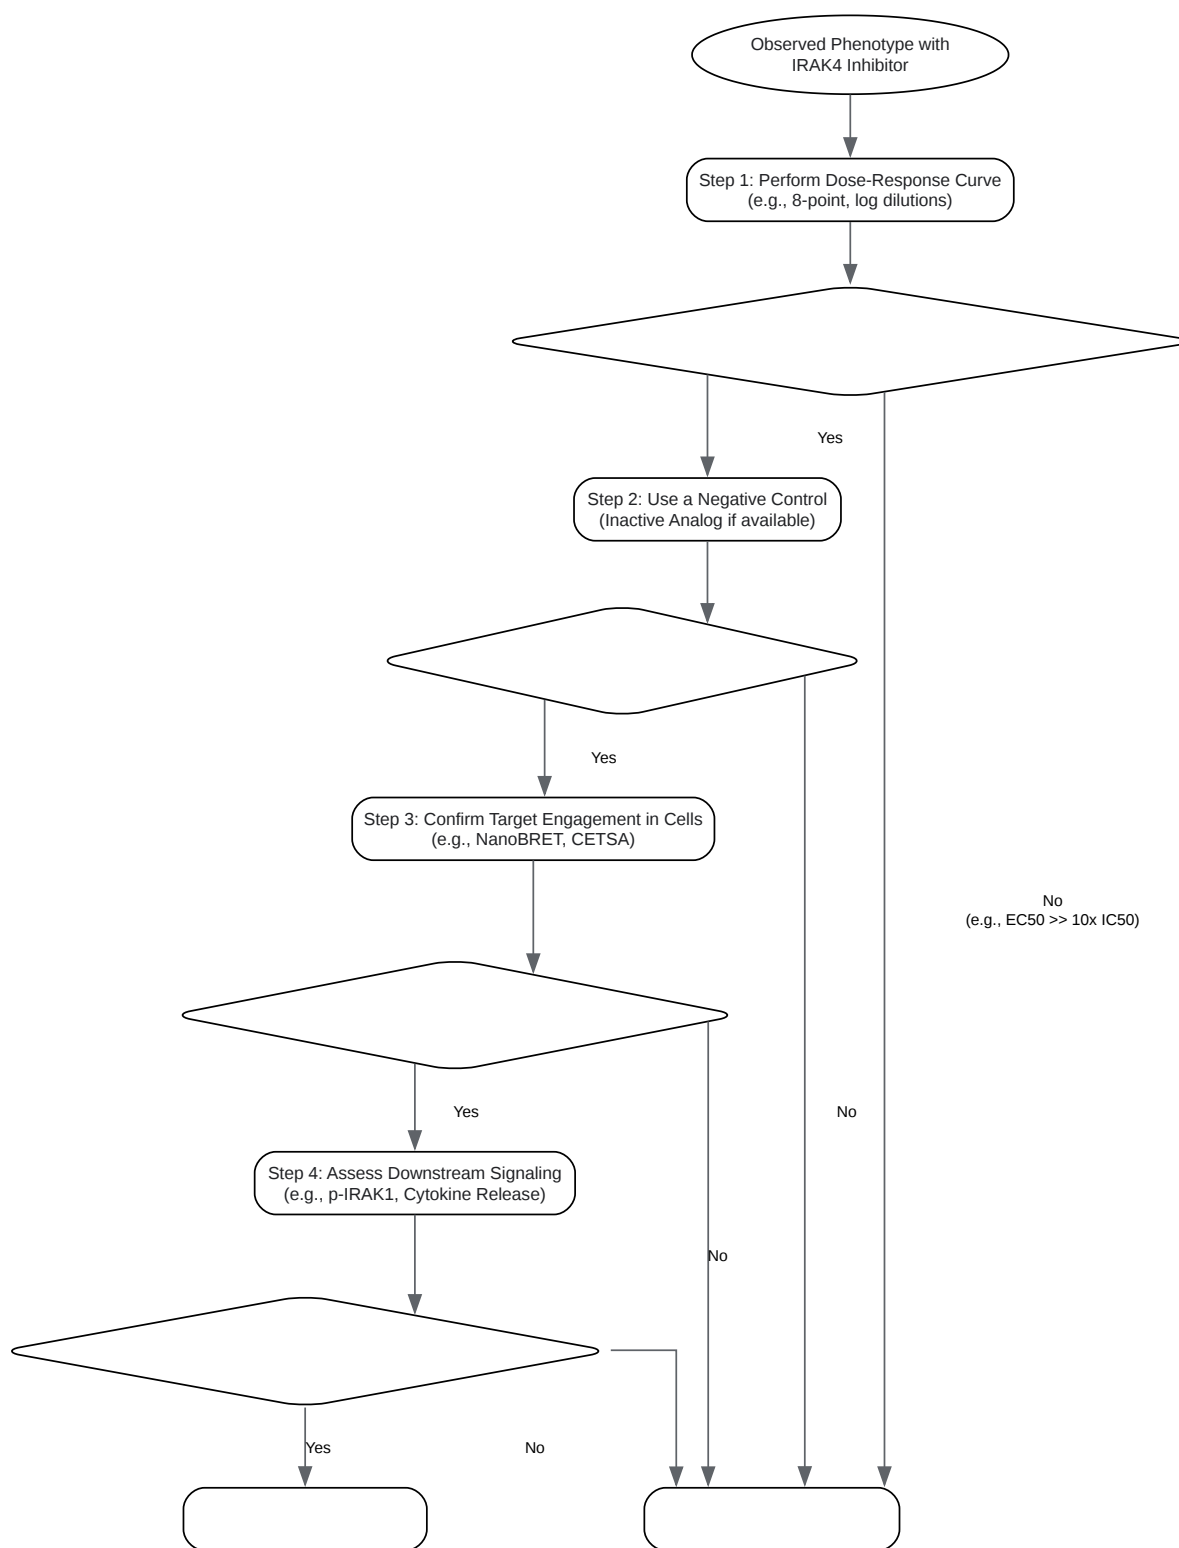 Observed Phenotype with
IRAK4 Inhibitor
Step 1: Perform Dose-Response Curve
(e.g., 8-point, log dilutions)
Yes
Step 2: Use a Negative Control
(Inactive Analog if available)
Yes
Step 3: Confirm Target Engagement in Cells
(e.g., NanoBRET, CETSA)
No
(e.g., EC50 >> 10x IC50)
Yes
No
Step 4: Assess Downstream Signaling
(e.g., p-IRAK1, Cytokine Release)
No
Yes
No